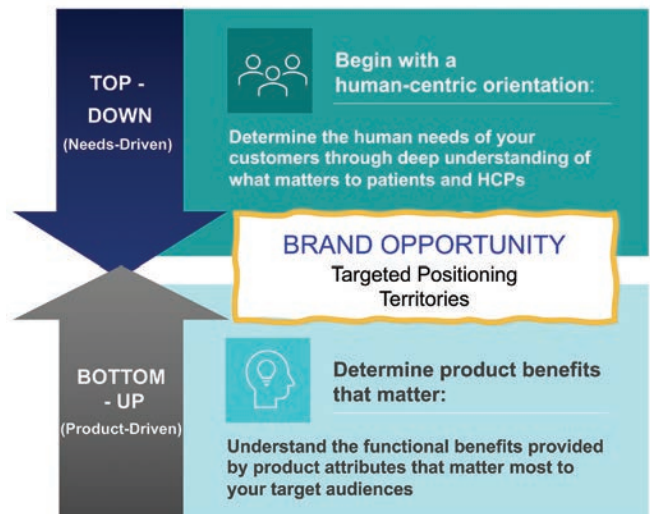 TOP -
DOWN
(Needs-Driven)
Begin with a
human-centric orientation:
Determine the human needs of your
customers through deep understanding of
what matters to patients and HCPs
BRAND OPPORTUNITY
Targeted Positioning
Territories
BOTTOM
- UP
(Product-Driven)
Determine product benefits
that matter:
Understand the functional benefits provided
by product attributes that matter most to
your target audiences